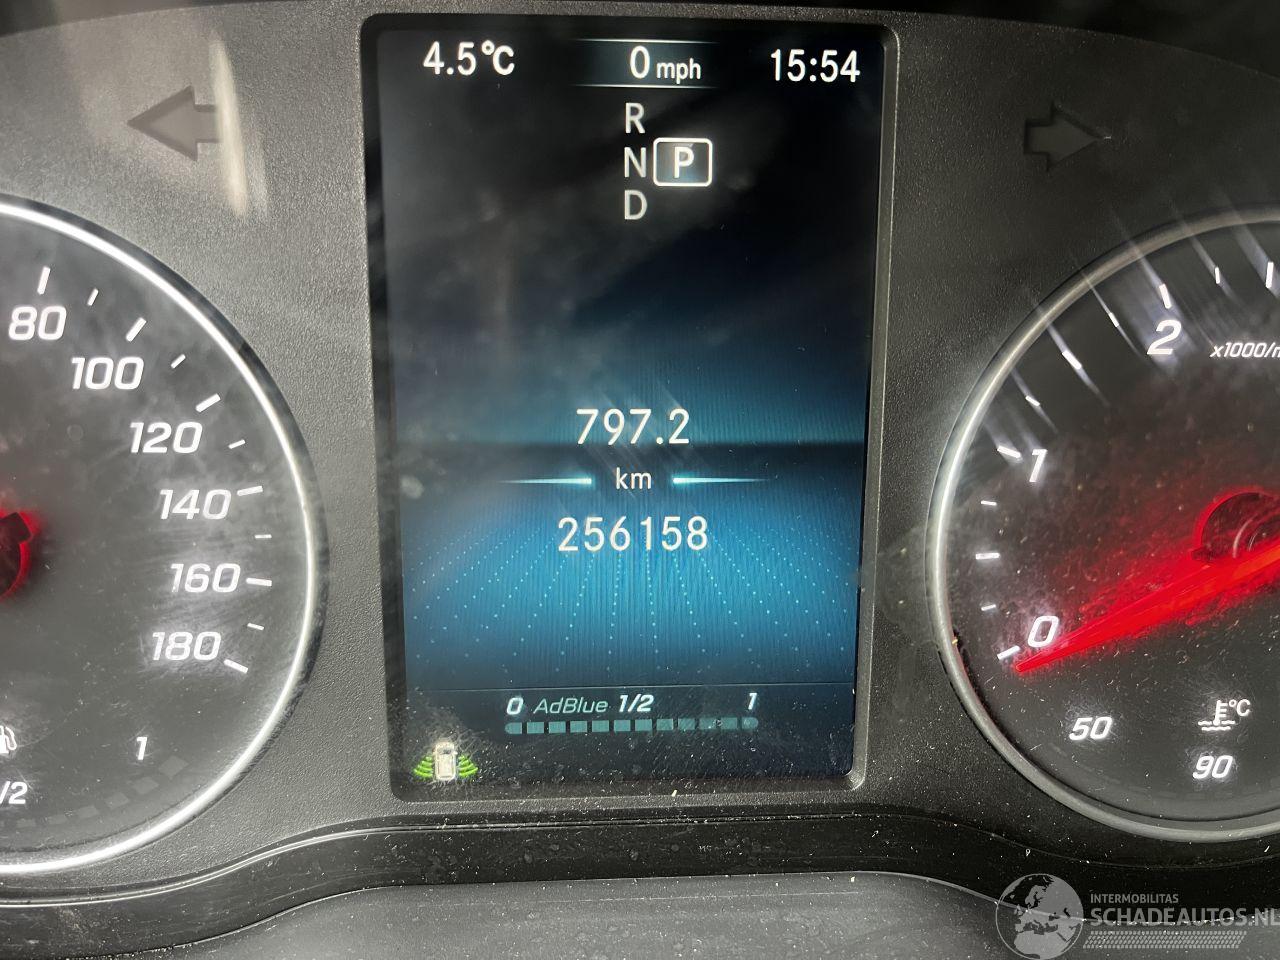 4.5°C 0 mph 15:54
R
N P
D
80
100
120
140
160
180
797.2
km
256158
0 AdBlue 1/2 1
1
/2
2
1
0
50
°C
90
INTERMOBILITAS
SCHADEAUTOS.NL